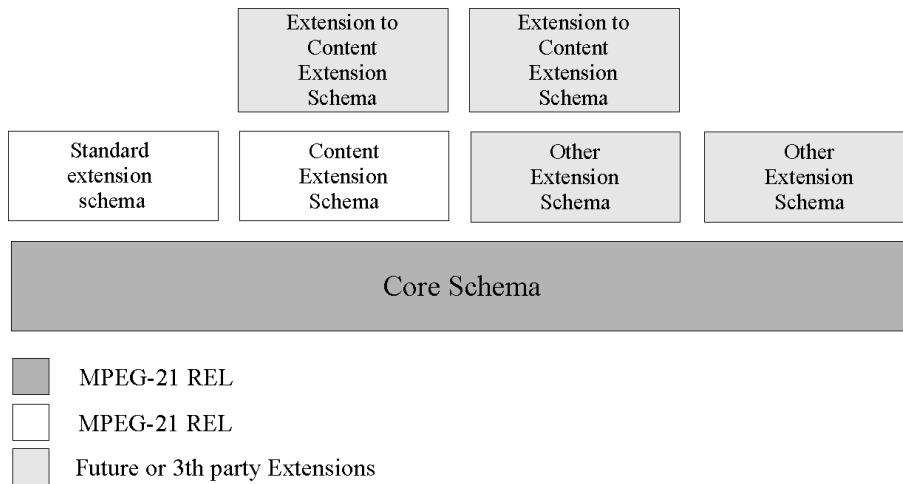 Extension to
Content
Extension
Schema
Extension to
Content
Extension
Schema
Standard
extension
schema
Content
Extension
Schema
Other
Extension
Schema
Other
Extension
Schema
Core Schema
MPEG-21 REL
MPEG-21 REL
Future or 3th party Extensions